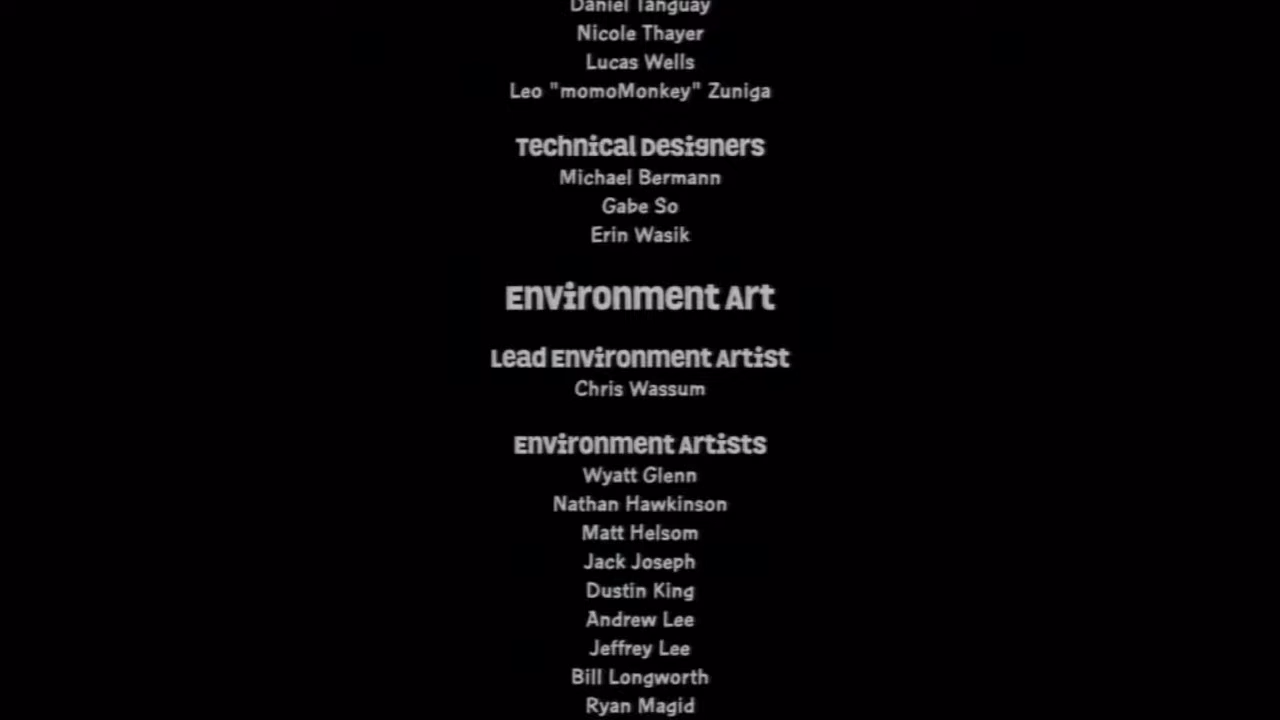 Daniel Tanguay
Nicole Thayer
Lucas Wells
Leo "momoMonkey" Zuniga
Technical Designers
Michael Bermann
Gabe So
Erin Wasik
Environment Art
Lead Environment Artist
Chris Wassum
Environment Artists
Wyatt Glenn
Nathan Hawkinson
Matt Helsom
Jack Joseph
Dustin King
Andrew Lee
Jeffrey Lee
Bill Longworth
Ryan Magid